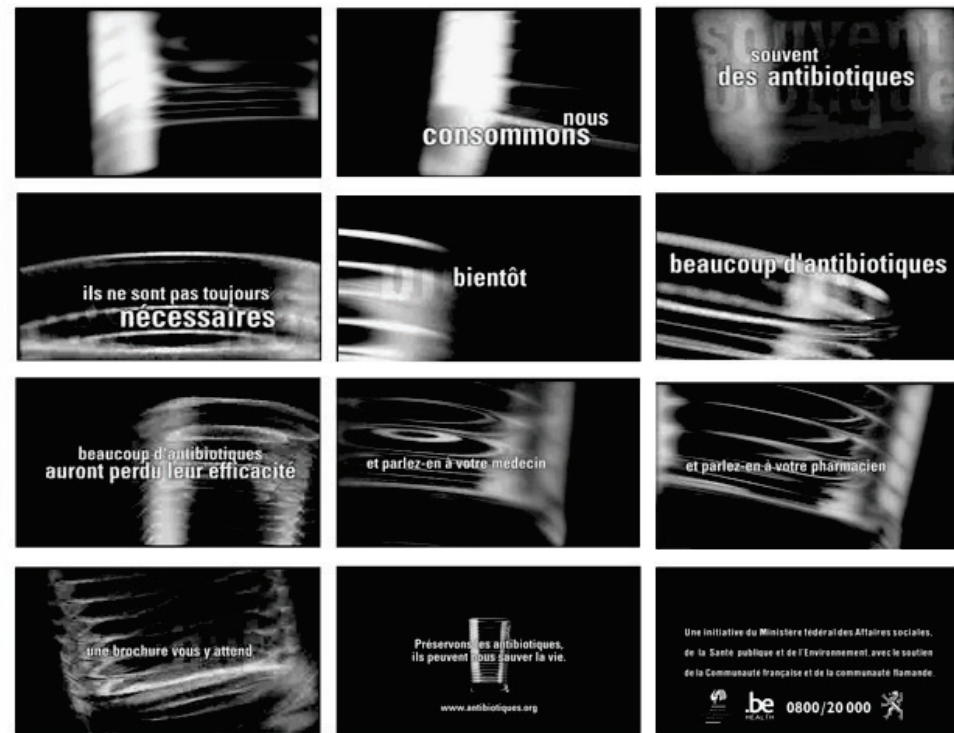 nous
consommons
souvent
des antibiotiques
ils ne sont pas toujours
nécessaires
bientôt
beaucoup d'antibiotiques
beaucoup d'antibiotiques
auront perdu leur efficacité
et parlez-en à votre médecin
et parlez-en à votre pharmacien
une brochure vous y attend
Préservons les antibiotiques,
ils peuvent nous sauver la vie.
www.antibiotiques.org
Une initiative du Ministère fédéral des Affaires sociales,
de la Santé publique et de l'Environnement, avec le soutien
de la Communauté française et de la communauté flamande.
.be
HEALTH
0800/20 000